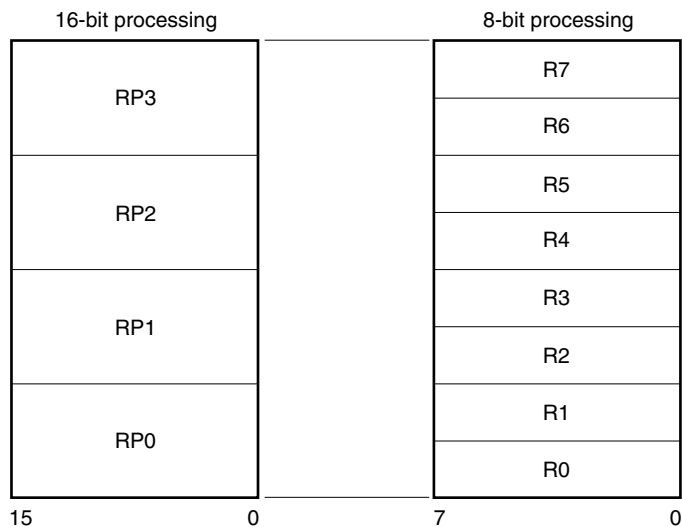 16-bit processing
8-bit processing
RP3
RP2
RP1
RP0
R7
R6
R5
R4
R3
R2
R1
R0
15 0
7 0